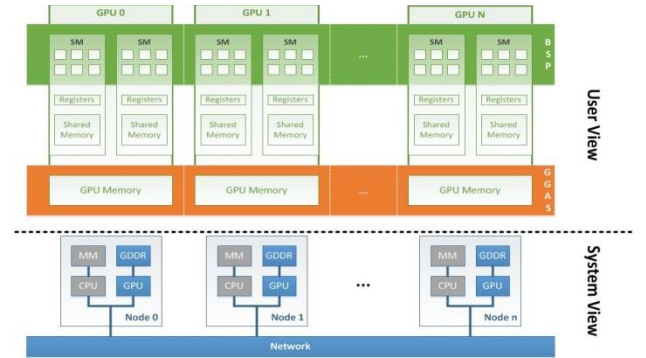 GPU 0
GPU 1
GPU N
SM
SM
SM
SM
...
SM
SM
BSP
Registers
Registers
Registers
Registers
Registers
Registers
Shared
Memory
Shared
Memory
Shared
Memory
Shared
Memory
Shared
Memory
Shared
Memory
User View
GPU Memory
GPU Memory
...
GPU Memory
GGAS
System View
MM
GDDR
MM
GDDR
MM
GDDR
CPU
GPU
CPU
GPU
...
CPU
GPU
Node 0
Node 1
Node n
Network